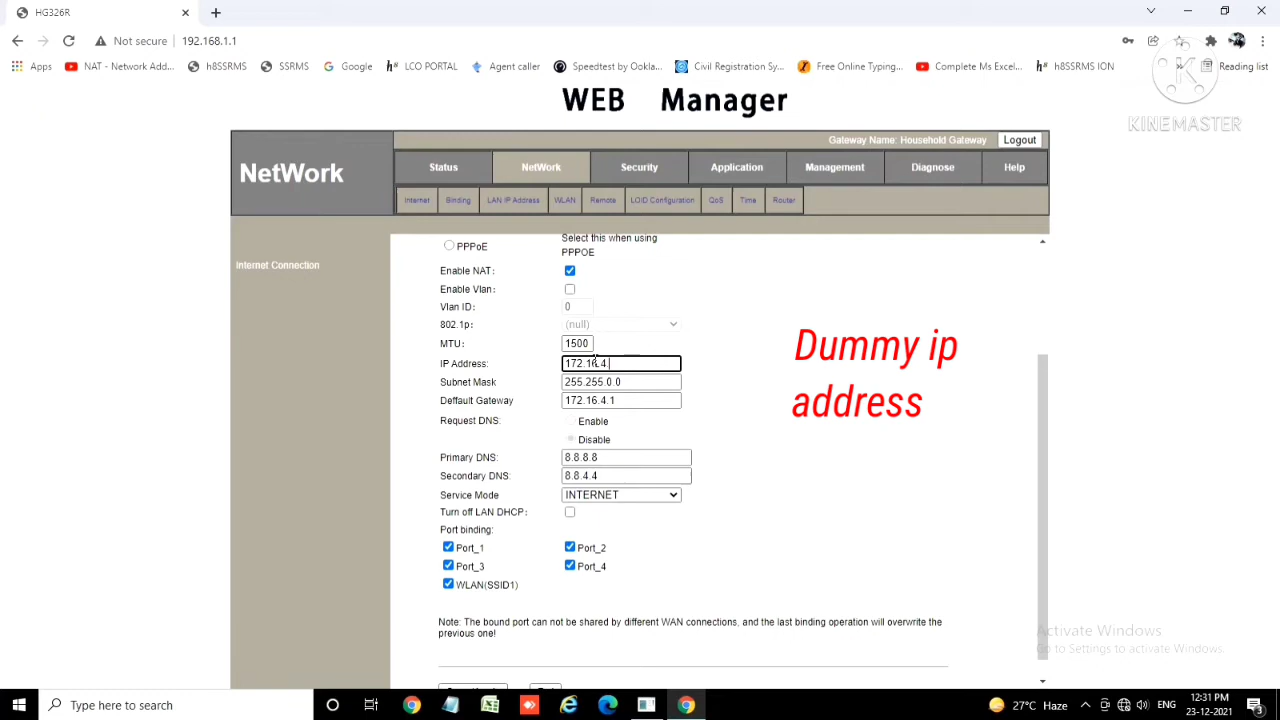 HG326R
Not secure
192.168.1.1
Apps
NAT - Network Add...
h8SSRMS
SSRMS
Google
LCO PORTAL
Agent caller
Speedtest by Ookla...
Civil Registration Sy...
Free Online Typing...
Complete Ms Excel...
h8SSRMS ION
Reading list
KINEMASTER
WEB Manager
Gateway Name: Household Gateway
Logout
NetWork
Status
NetWork
Security
Application
Management
Diagnose
Help
Internet
Binding
LAN IP Address
WLAN
Remote
LOID Configuration
QoS
Time
Router
Internet Connection
PPPoE
Select this when using
PPPOE
Enable NAT:
Enable Vlan:
Vlan ID: 0
802.1p: (null)
MTU: 1500
IP Address: 172.16.4.
Subnet Mask 255.255.0.0
Deffault Gateway 172.16.4.1
Request DNS: Enable
Disable
Primary DNS: 8.8.8.8
Secondary DNS: 8.8.4.4
Service Mode INTERNET
Turn off LAN DHCP:
Port binding:
Port_1 Port_2
Port_3 Port_4
WLAN(SSID1)
Note: The bound port can not be shared by different WAN connections, and the last binding operation will overwrite the
previous one!
Dummy ip
address
Activate Windows
Go to Settings to activate Windows.
Type here to search
27°C Haze
ENG
12:31 PM
23-12-2021
3